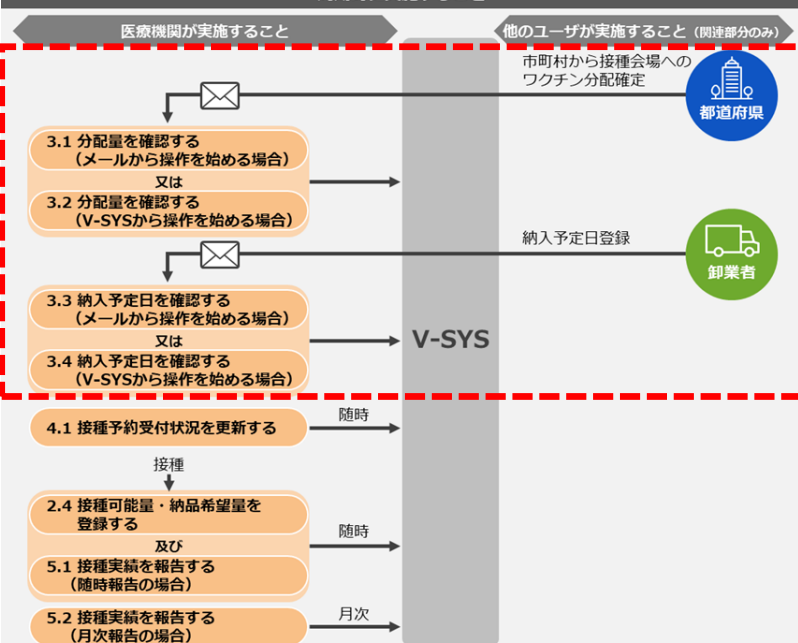 医療機関が実施すること
他のユーザが実施すること（関連部分のみ）
市町村から接種会場への
ワクチン分配確定
都道府県
3.1 分配量を確認する
（メールから操作を始める場合）
又は
3.2 分配量を確認する
（V-SYSから操作を始める場合）
納入予定日登録
卸業者
3.3 納入予定日を確認する
（メールから操作を始める場合）
又は
3.4 納入予定日を確認する
（V-SYSから操作を始める場合）
V-SYS
4.1 接種予約受付状況を更新する
随時
接種
2.4 接種可能量・納品希望量を
登録する
及び
随時
5.1 接種実績を報告する
（随時報告の場合）
5.2 接種実績を報告する
（月次報告の場合）
月次